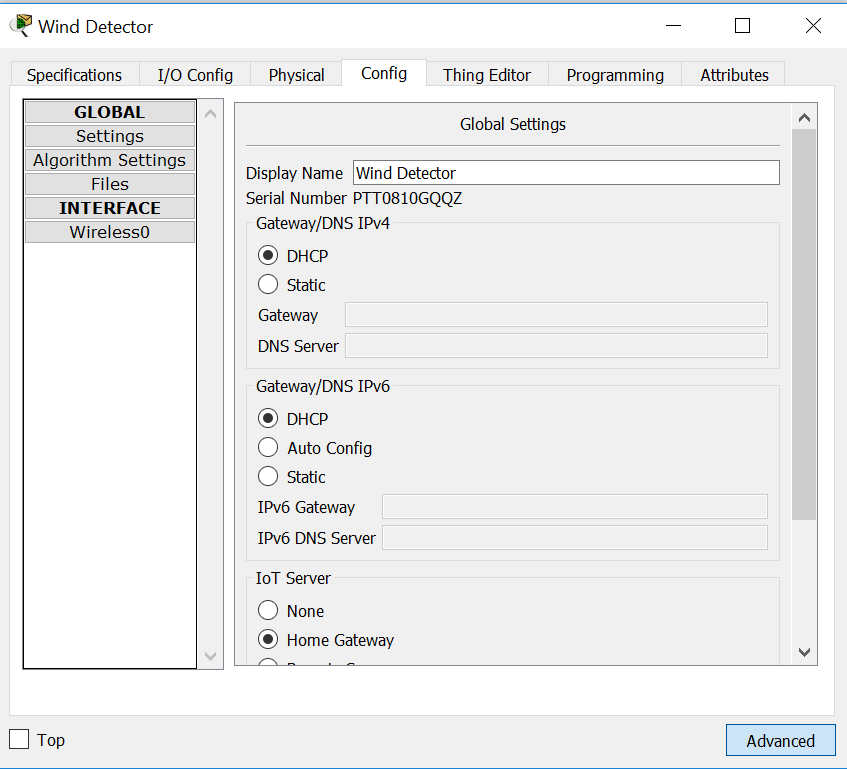 Wind Detector
Specifications I/O Config Physical Config Thing Editor Programming Attributes
GLOBAL
Settings
Algorithm Settings
Files
INTERFACE
Wireless0
Global Settings
Display Name Wind Detector
Serial Number PTT0810GQQZ
Gateway/DNS IPv4
DHCP
Static
Gateway
DNS Server
Gateway/DNS IPv6
DHCP
Auto Config
Static
IPv6 Gateway
IPv6 DNS Server
IoT Server
None
Home Gateway
Top
Advanced